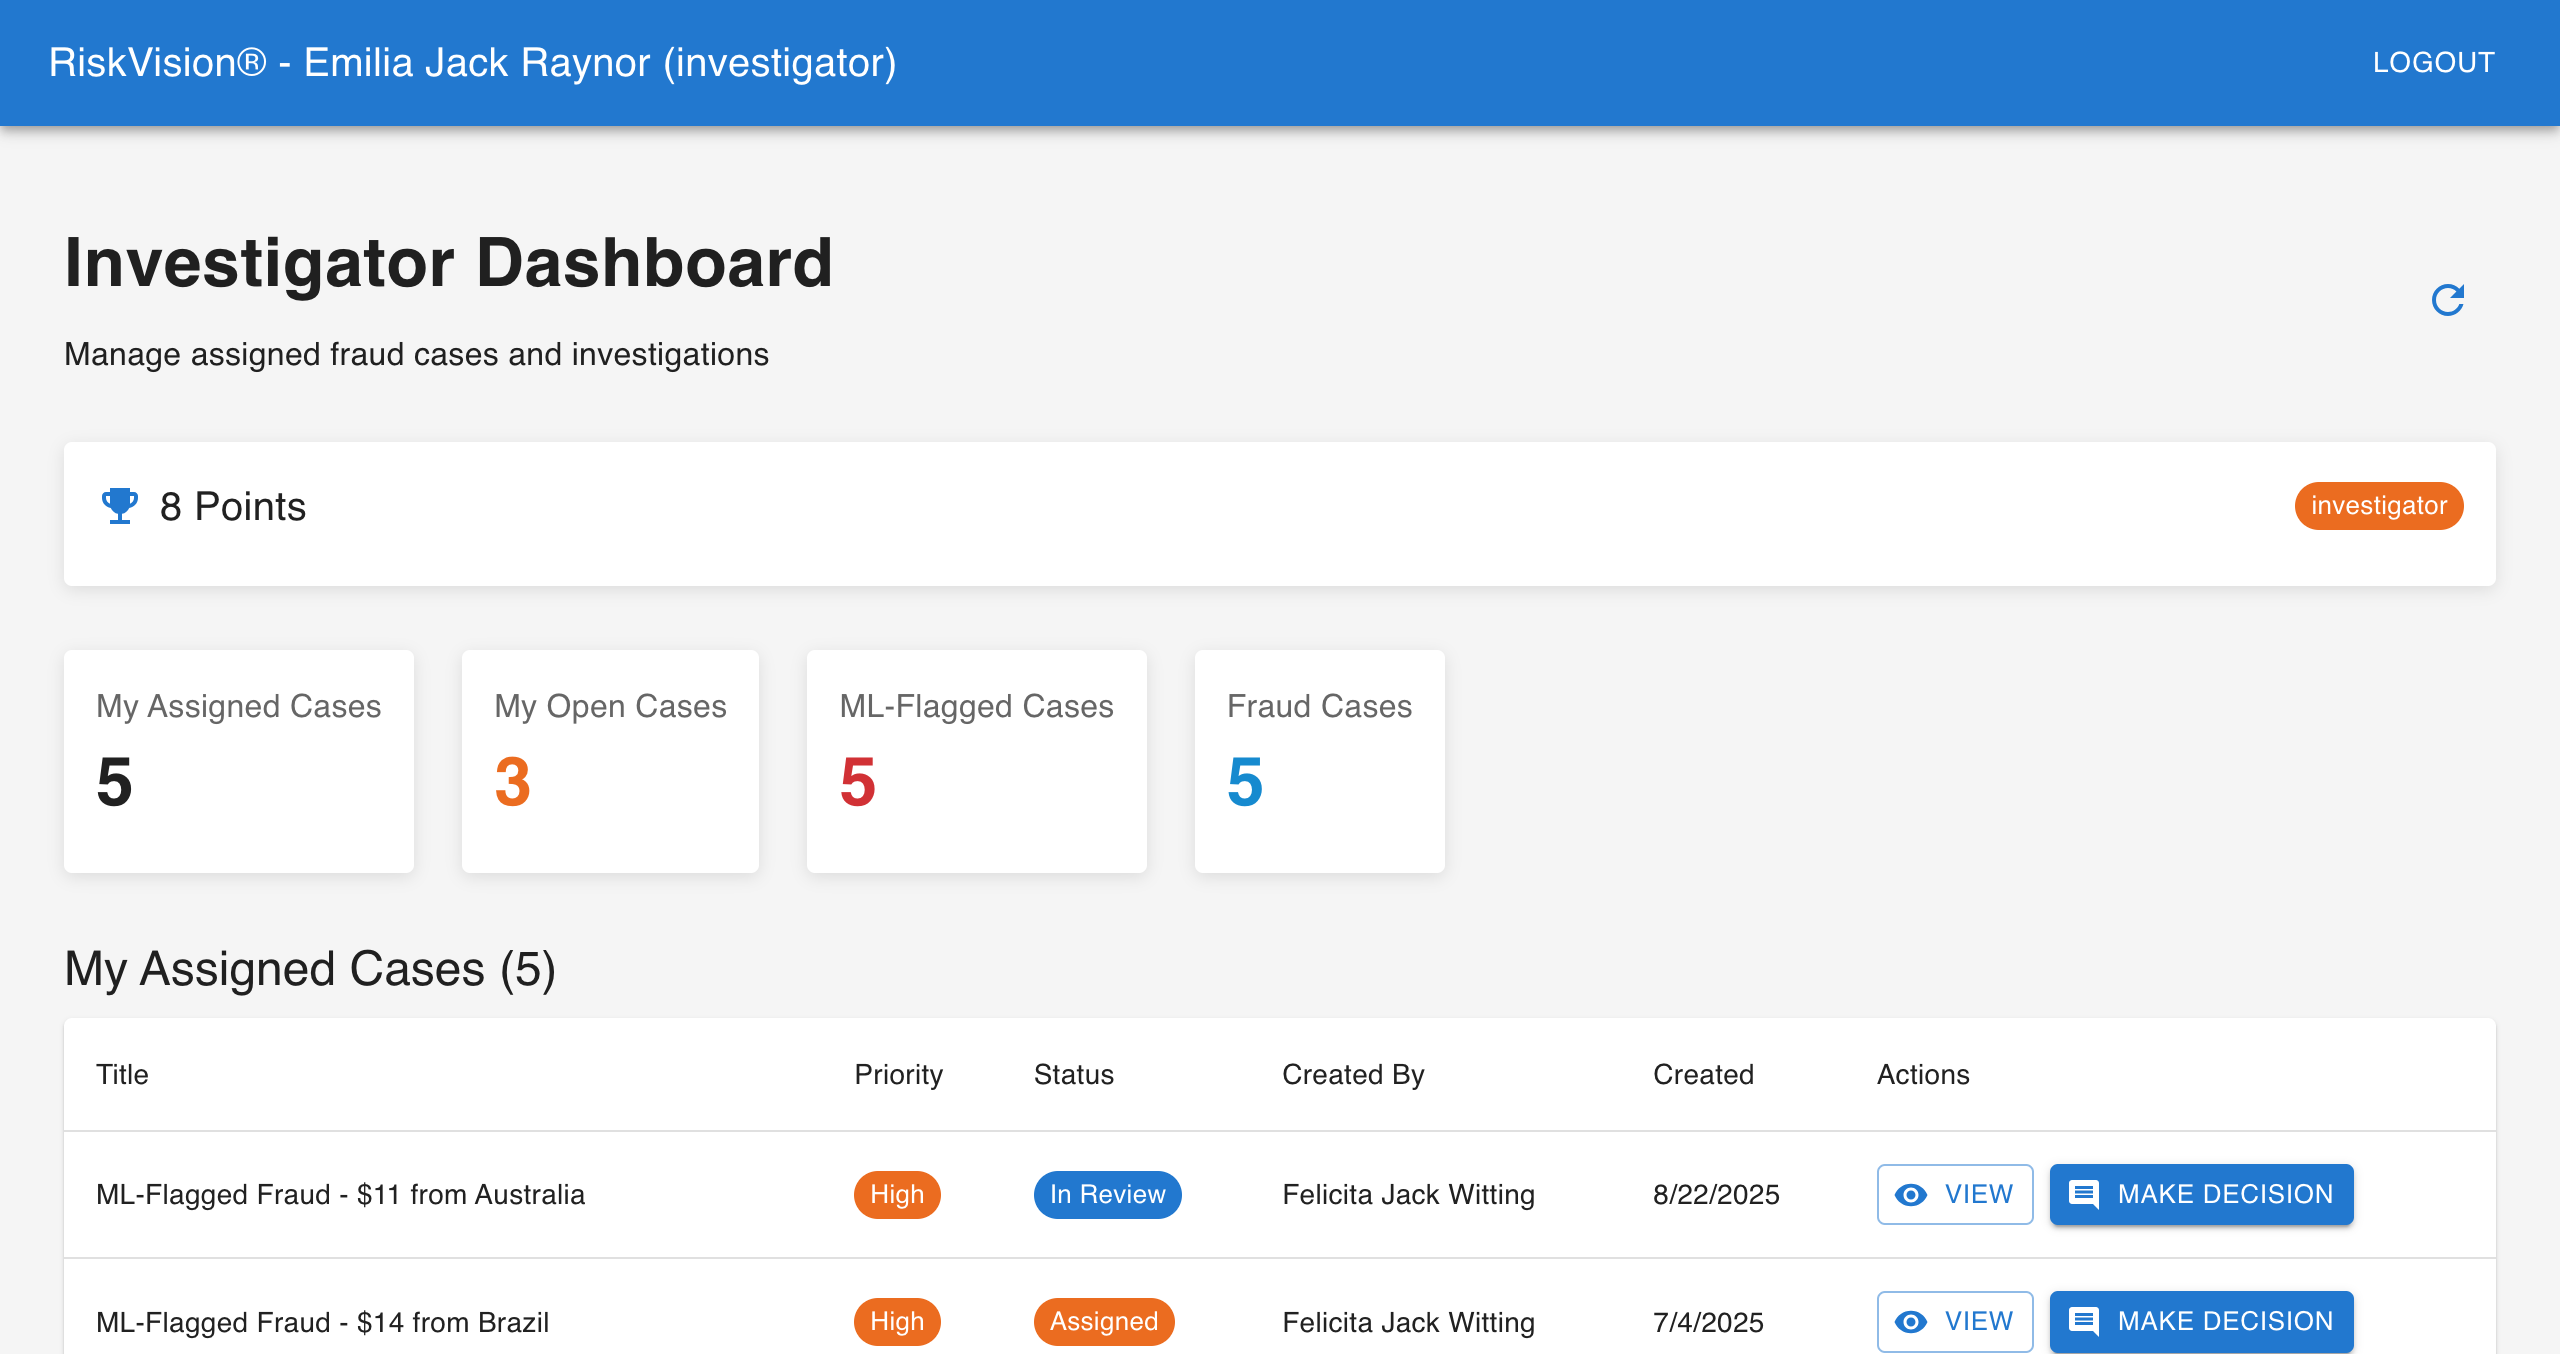 RiskVision® - Emilia Jack Raynor (investigator)
LOGOUT
Investigator Dashboard
Manage assigned fraud cases and investigations
8 Points
investigator
My Assigned Cases
5
My Open Cases
3
ML-Flagged Cases
5
Fraud Cases
5
My Assigned Cases (5)
Title Priority Status Created By Created Actions
ML-Flagged Fraud - $11 from Australia High In Review Felicita Jack Witting 8/22/2025 VIEW MAKE DECISION
ML-Flagged Fraud - $14 from Brazil High Assigned Felicita Jack Witting 7/4/2025 VIEW MAKE DECISION